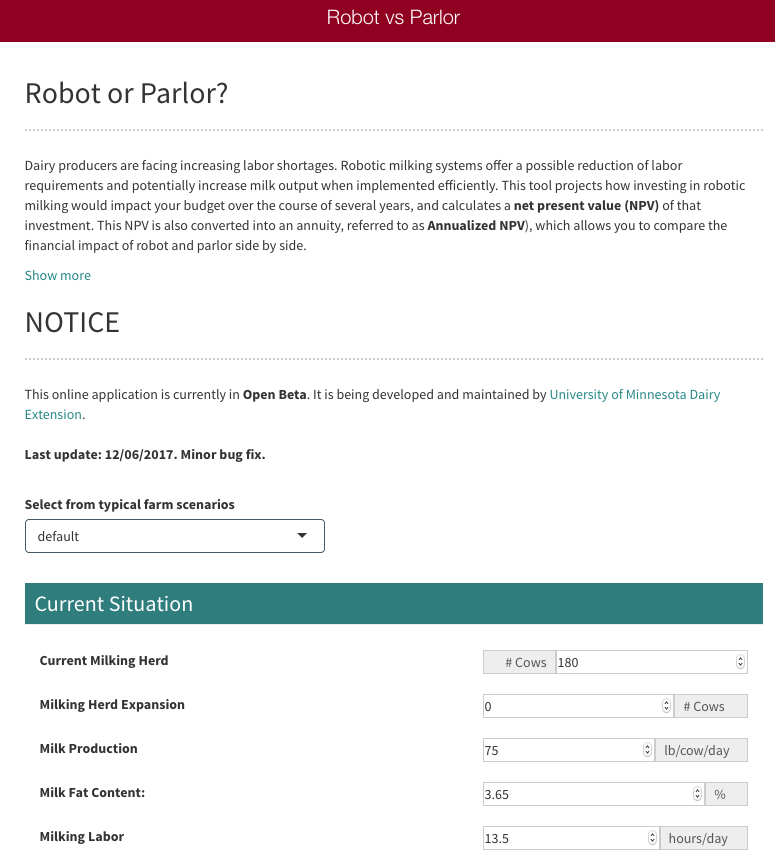 Robot vs Parlor
Robot or Parlor?
Dairy producers are facing increasing labor shortages. Robotic milking systems offer a possible reduction of labor
requirements and potentially increase milk output when implemented efficiently. This tool projects how investing in robotic
milking would impact your budget over the course of several years, and calculates a net present value (NPV) of that
investment. This NPV is also converted into an annuity, referred to as Annualized NPV), which allows you to compare the
financial impact of robot and parlor side by side.
Show more
NOTICE
This online application is currently in Open Beta. It is being developed and maintained by University of Minnesota Dairy
Extension.
Last update: 12/06/2017. Minor bug fix.
Select from typical farm scenarios
default
Current Situation
Current Milking Herd # Cows 180
Milking Herd Expansion 0 # Cows
Milk Production 75 lb/cow/day
Milk Fat Content: 3.65 %
Milking Labor 13.5 hours/day